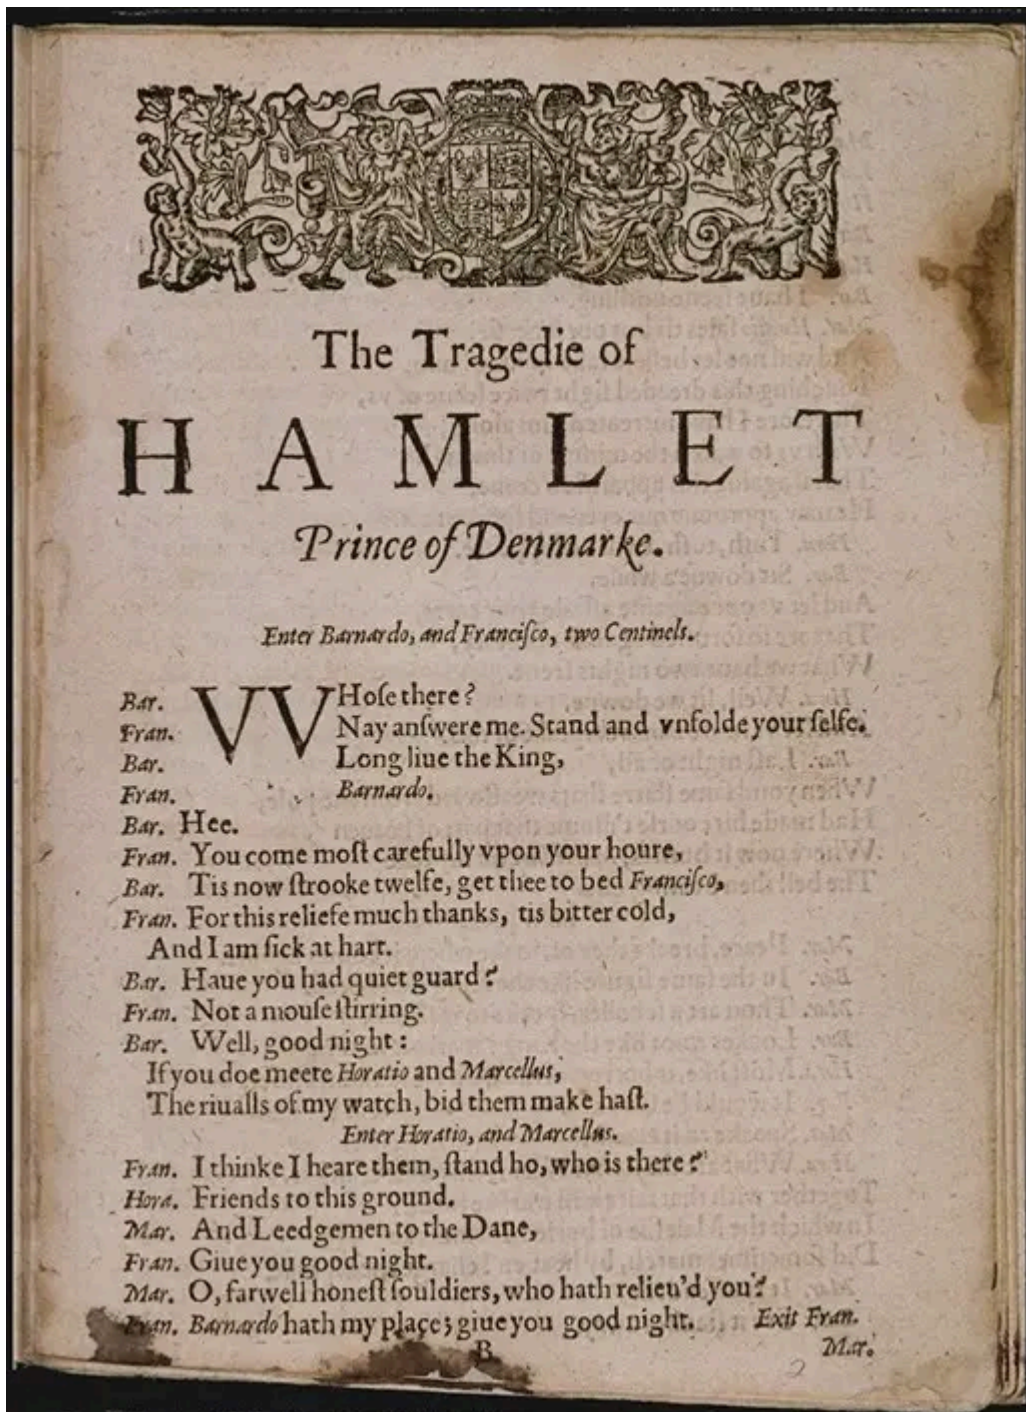 The Tragedie of
HAMLET
Prince of Denmarke.
Enter Barnardo, and Francisco, two Centinels.
Bar. VVHose there?
Fran. Nay answere me. Stand and vnfolde your selfe.
Bar. Long liue the King,
Fran. Barnardo.
Bar. Hee.
Fran. You come most carefully vpon your houre,
Bar. Tis now strooke twelfe, get thee to bed Francisco,
Fran. For this reliefe much thanks, tis bitter cold,
And I am sick at hart.
Bar. Haue you had quiet guard?
Fran. Not a mouse stirring.
Bar. Well, good night:
If you doe meete Horatio and Marcellus,
The riualls of my watch, bid them make hast.
Enter Horatio, and Marcellus.
Fran. I thinke I heare them, stand ho, who is there?
Hora. Friends to this ground.
Mar. And Leedgemen to the Dane,
Fran. Giue you good night.
Mar. O, farwell honest souldiers, who hath relieu'd you?
Fran. Barnardo hath my place; giue you good night. Exit Fran.
B Mar.
2